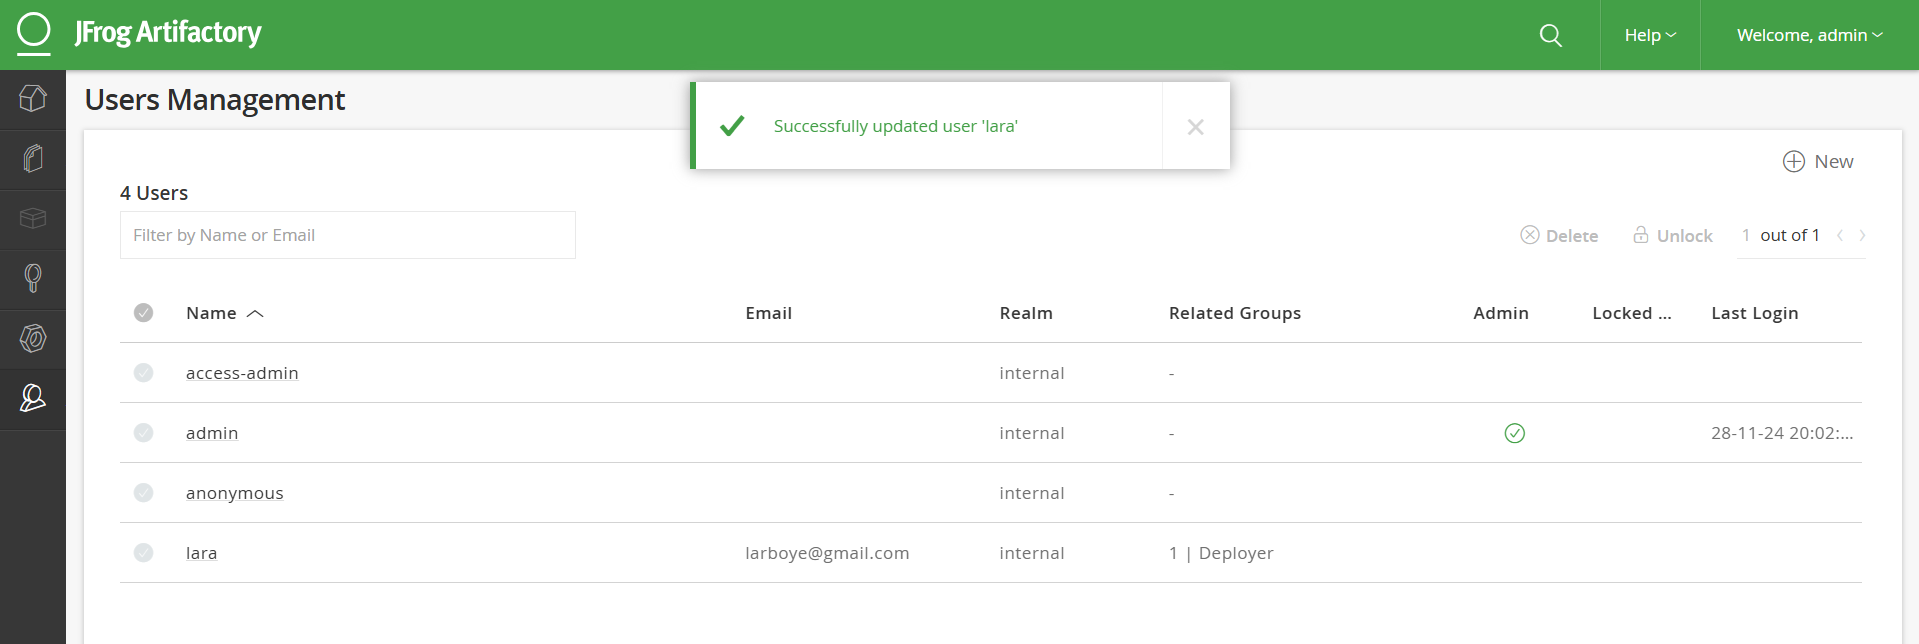 JFrog Artifactory
Help
Welcome, admin
Users Management
Successfully updated user 'lara'
New
4 Users
Filter by Name or Email
Delete
Unlock
1 out of 1
Name Email Realm Related Groups Admin Locked ... Last Login
access-admin internal -
admin internal - 28-11-24 20:02:...
anonymous internal -
lara larboye@gmail.com internal 1 | Deployer